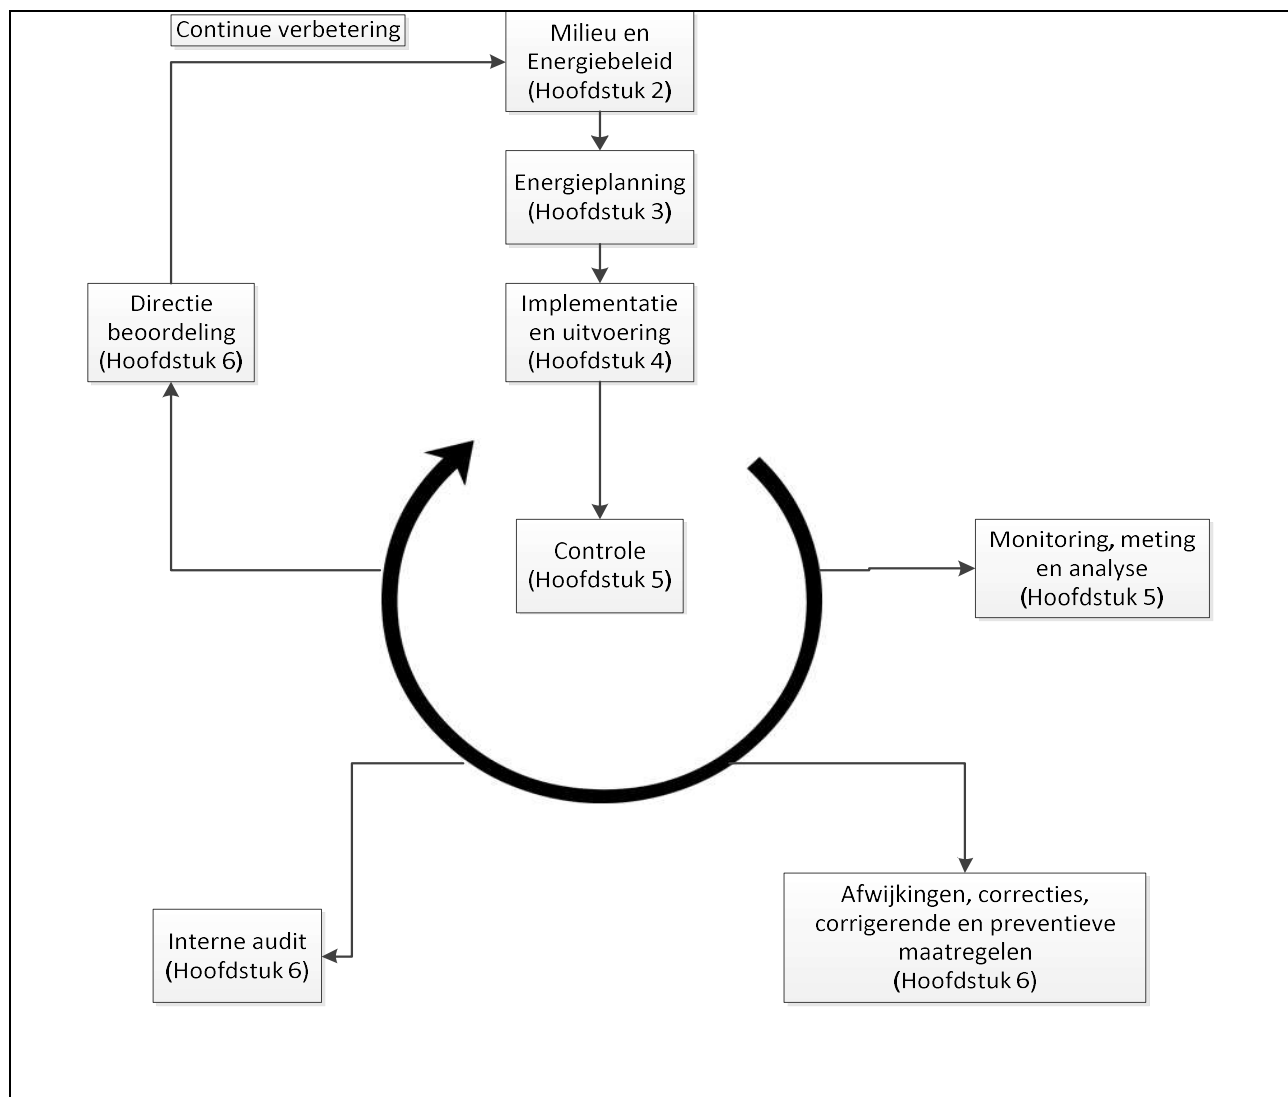 Continue verbetering
Milieu en
Energiebeleid
(Hoofdstuk 2)
Energieplanning
(Hoofdstuk 3)
Directie
beoordeling
(Hoofdstuk 6)
Implementatie
en uitvoering
(Hoofdstuk 4)
Controle
(Hoofdstuk 5)
Monitoring, meting
en analyse
(Hoofdstuk 5)
Interne audit
(Hoofdstuk 6)
Afwijkingen, correcties,
corrigerende en preventieve
maatregelen
(Hoofdstuk 6)